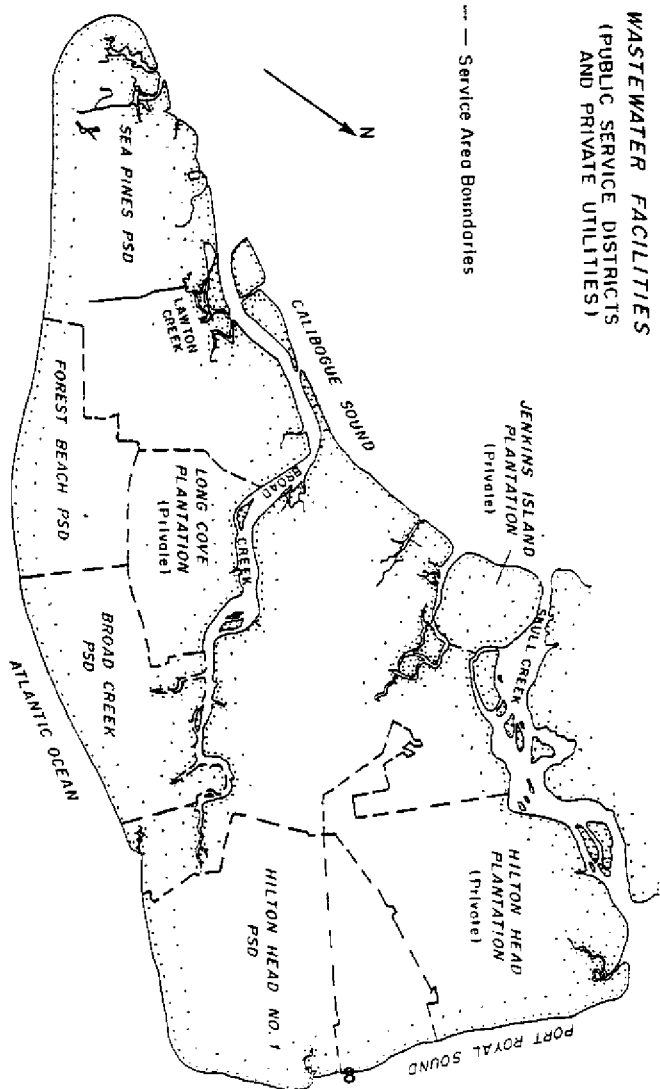 WASTEWATER FACILITIES
(PUBLIC SERVICE DISTRICTS
AND PRIVATE UTILITIES)
--- — Service Area Boundaries
N
SEA PINES PSD
LAWTON
CREEK
CALIBOGUE SOUND
FOREST BEACH PSD
LONG COVE
PLANTATION
(Private)
BROAD CREEK
JENKINS ISLAND
PLANTATION
(Private)
SKULL CREEK
BROAD CREEK
PSD
ATLANTIC OCEAN
HILTON HEAD
PLANTATION
(Private)
HILTON HEAD NO. 1
PSD
PORT ROYAL SOUND